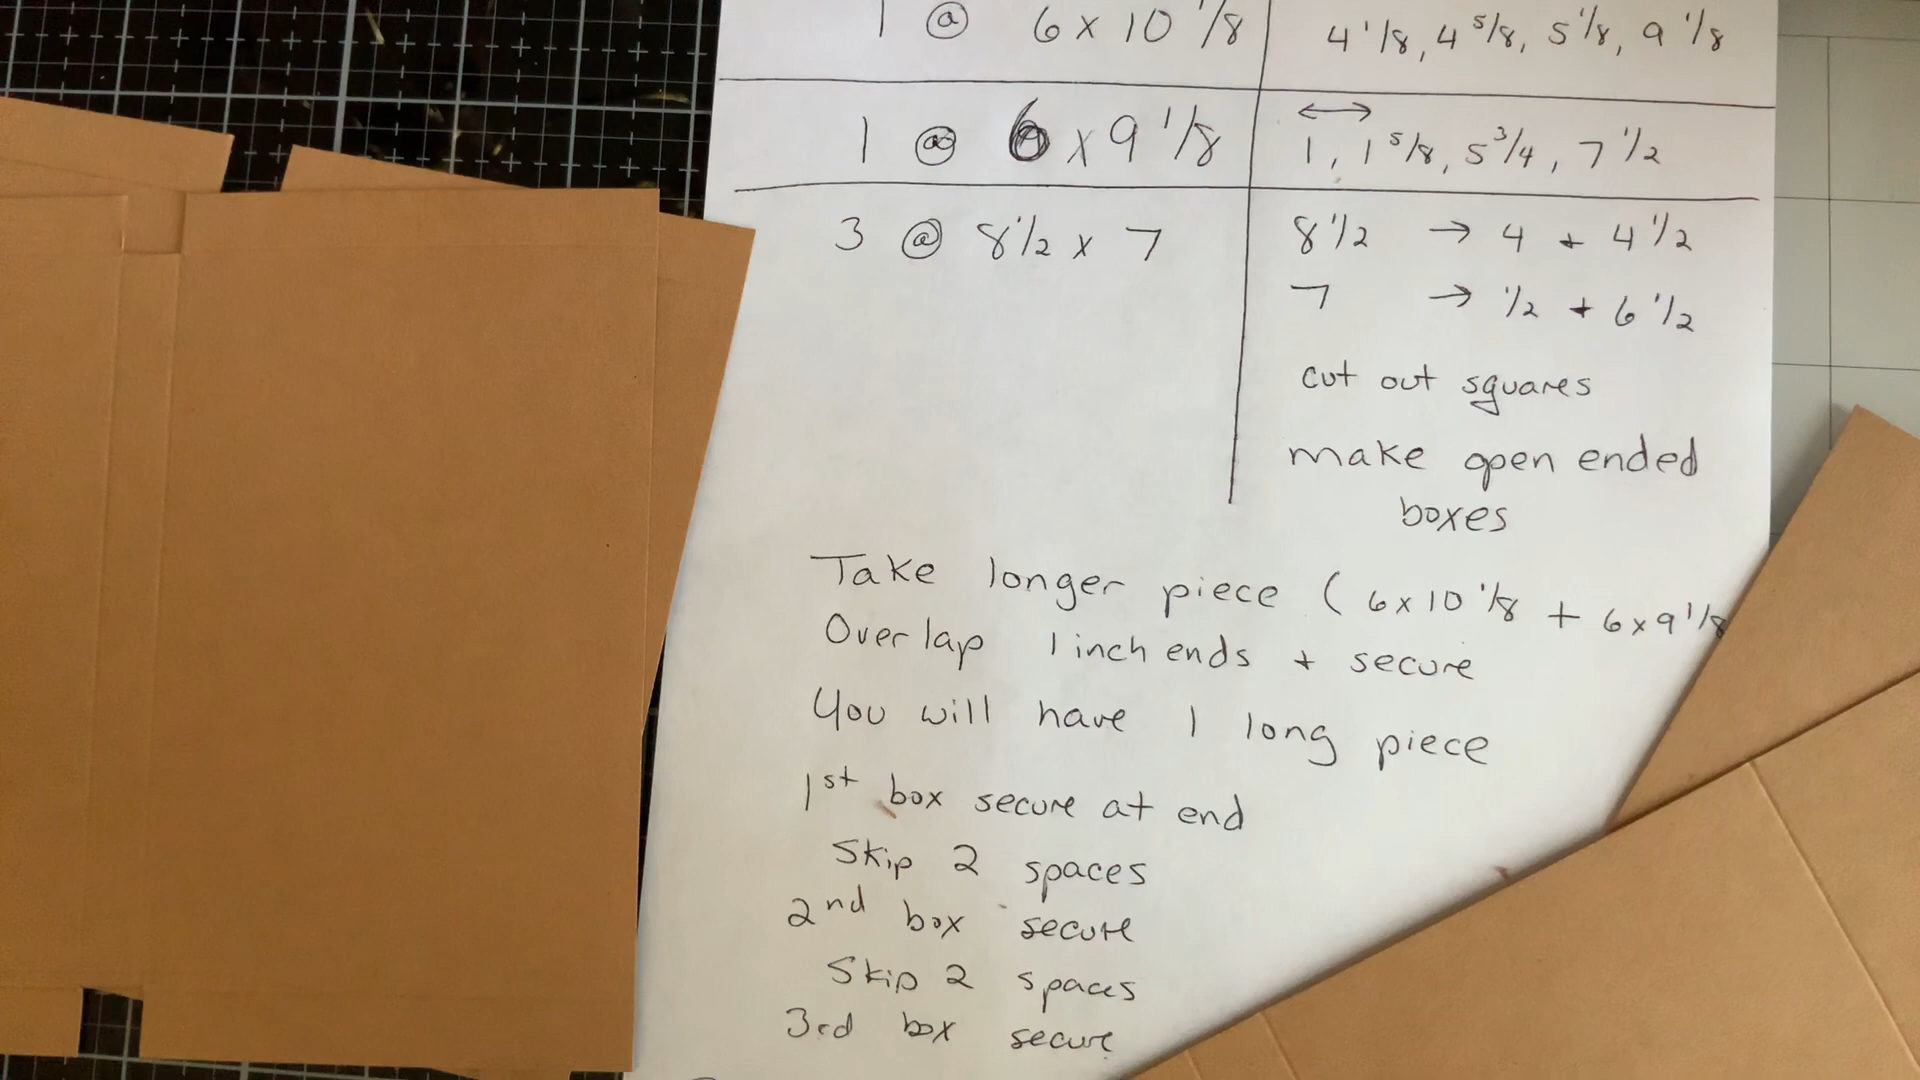 1 @ 6 x 10 1/8 4 1/8, 4 5/8, 5 1/8, 9 1/8
1 @ 6 x 9 1/8 ↔ 1, 1 5/8, 5 3/4, 7 1/2
3 @ 8 1/2 x 7 8 1/2 → 4 + 4 1/2
7 → 1/2 + 6 1/2
cut out squares
make open ended
boxes
Take longer piece (6 x 10 1/8 + 6 x 9 1/8
Overlap 1 inch ends + secure
You will have 1 long piece
1st box secure at end
Skip 2 spaces
2nd box secure
Skip 2 spaces
3rd box secure